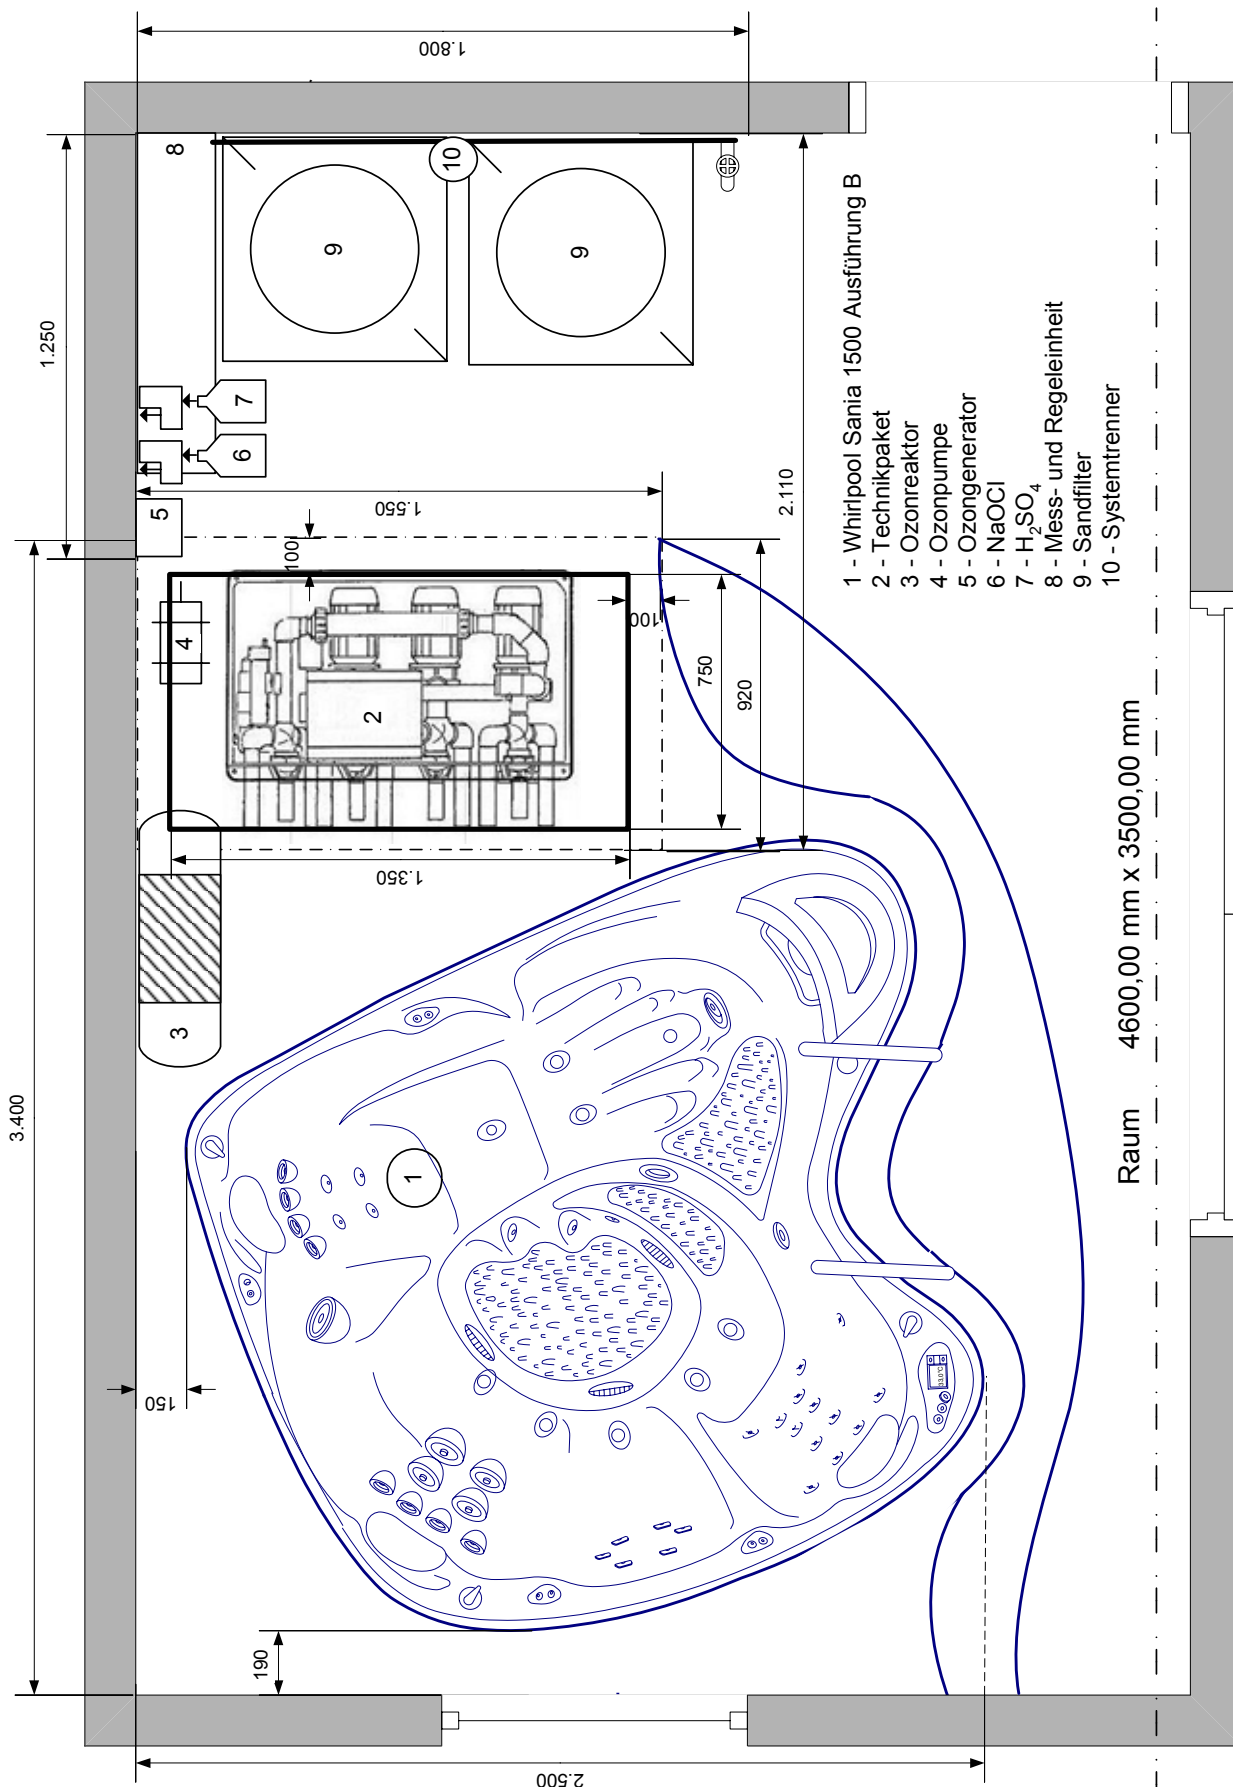 1.800
1.250
8
10
9
9
7
6
5
1.550
100
2.110
100
4
2
750
920
1.350
3
3.400
1
150
190
33.0°C
2.500
1 - Whirlpool Sania 1500 Ausführung B
2 - Technikpaket
3 - Ozonreaktor
4 - Ozonpumpe
5 - Ozongenerator
6 - NaOCl
7 - H₂SO₄
8 - Mess- und Regeleinheit
9 - Sandfilter
10 - Systemtrenner
Raum 4600,00 mm x 3500,00 mm